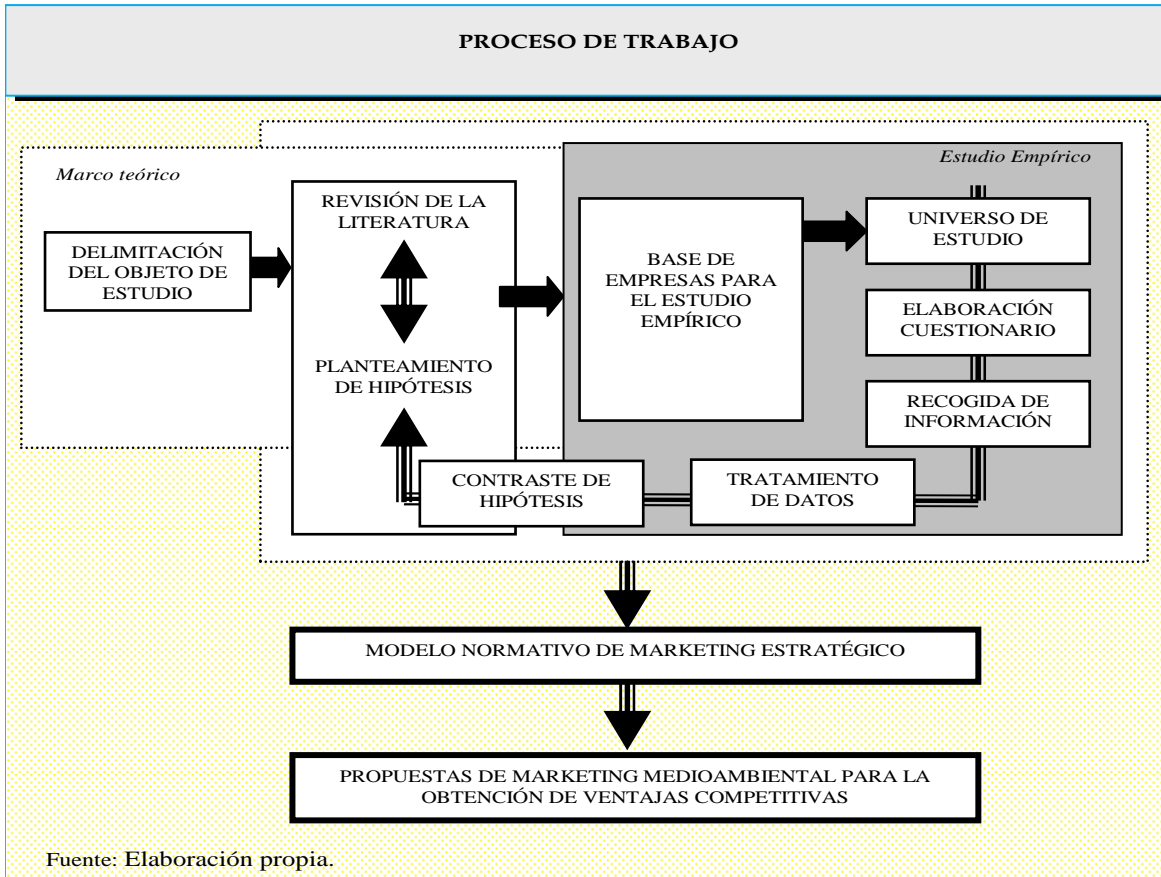 PROCESO DE TRABAJO
Marco teórico
Estudio Empírico
DELIMITACIÓN
DEL OBJETO DE
ESTUDIO
REVISIÓN DE LA
LITERATURA
PLANTEAMIENTO
DE HIPÓTESIS
BASE DE
EMPRESAS PARA
EL ESTUDIO
EMPÍRICO
UNIVERSO DE
ESTUDIO
ELABORACIÓN
CUESTIONARIO
RECOGIDA DE
INFORMACIÓN
TRATAMIENTO
DE DATOS
CONTRASTE DE
HIPÓTESIS
MODELO NORMATIVO DE MARKETING ESTRATÉGICO
PROPUESTAS DE MARKETING MEDIOAMBIENTAL PARA LA
OBTENCIÓN DE VENTAJAS COMPETITIVAS
Fuente: Elaboración propia.